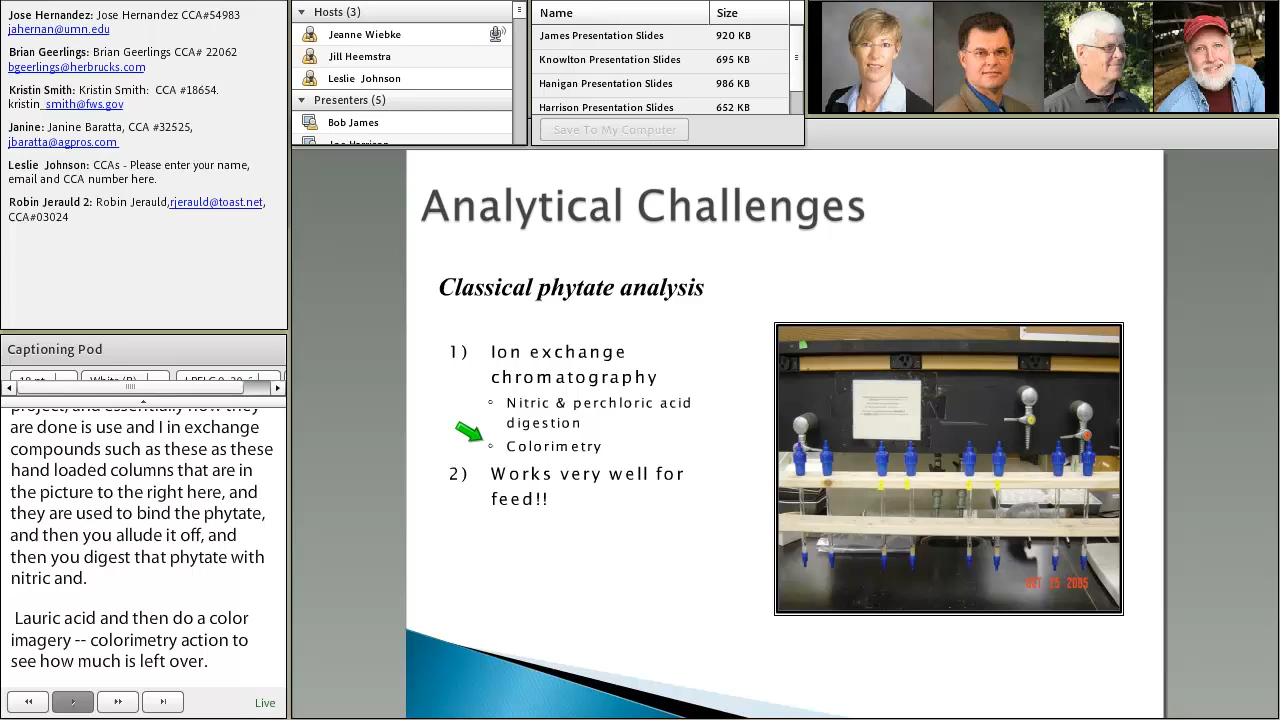 Jose Hernandez: Jose Hernandez CCA#54983
jahernan@umn.edu
Brian Geerlings: Brian Geerlings CCA# 22062
bgeerlings@herbrucks.com
Kristin Smith: Kristin Smith: CCA #18654.
kristin_smith@fws.gov
Janine: Janine Baratta, CCA #32525,
jbaratta@agpros.com
Leslie Johnson: CCAs - Please enter your name,
email and CCA number here.
Robin Jerauld 2: Robin Jerauld,rjerauld@toast.net,
CCA#03024
Hosts (3)
Jeanne Wiebke
Jill Heemstra
Leslie Johnson
Presenters (5)
Bob James
Name Size
James Presentation Slides 920 KB
Knowlton Presentation Slides 695 KB
Hanigan Presentation Slides 986 KB
Harrison Presentation Slides 652 KB
Save To My Computer
Captioning Pod
are done is use and I in exchange
compounds such as these as these
hand loaded columns that are in
the picture to the right here, and
they are used to bind the phytate,
and then you allude it off, and
then you digest that phytate with
nitric and.
Lauric acid and then do a color
imagery -- colorimetry action to
see how much is left over.
Live
Analytical Challenges
Classical phytate analysis
1) Ion exchange
chromatography
Nitric & perchloric acid
digestion
Colorimetry
2) Works very well for
feed!!
OCT 25 2005